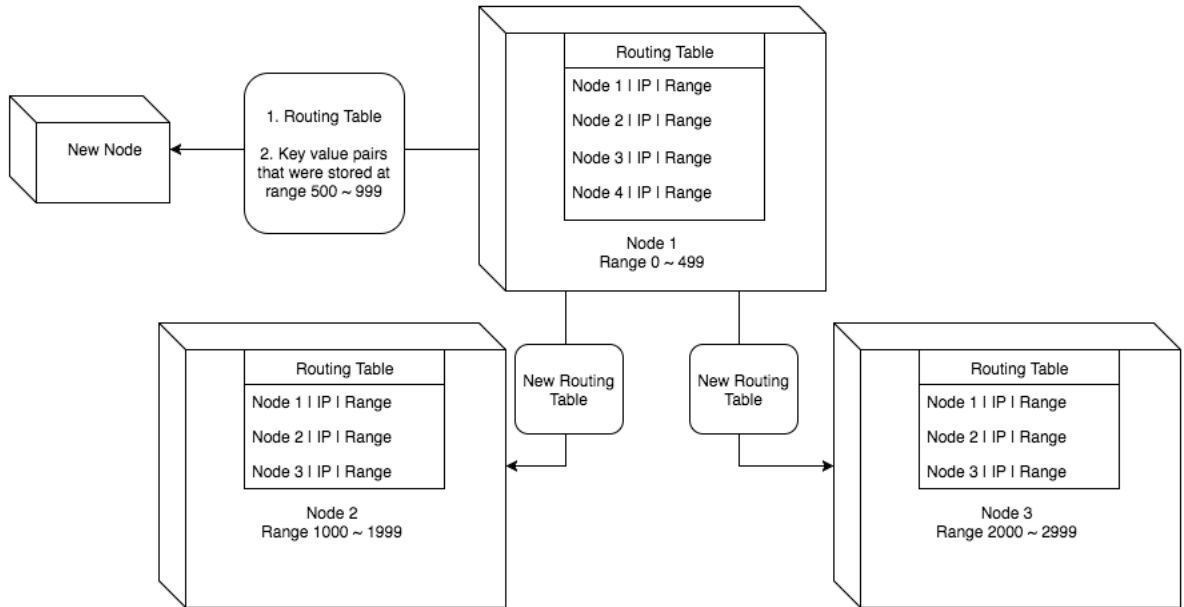 Routing Table
Node 1 | IP | Range
Node 2 | IP | Range
Node 3 | IP | Range
Node 4 | IP | Range
Node 1
Range 0 ~ 499
1. Routing Table
2. Key value pairs
that were stored at
range 500 ~ 999
New Node
New Routing
Table
New Routing
Table
Routing Table
Node 1 | IP | Range
Node 2 | IP | Range
Node 3 | IP | Range
Node 2
Range 1000 ~ 1999
Routing Table
Node 1 | IP | Range
Node 2 | IP | Range
Node 3 | IP | Range
Node 3
Range 2000 ~ 2999